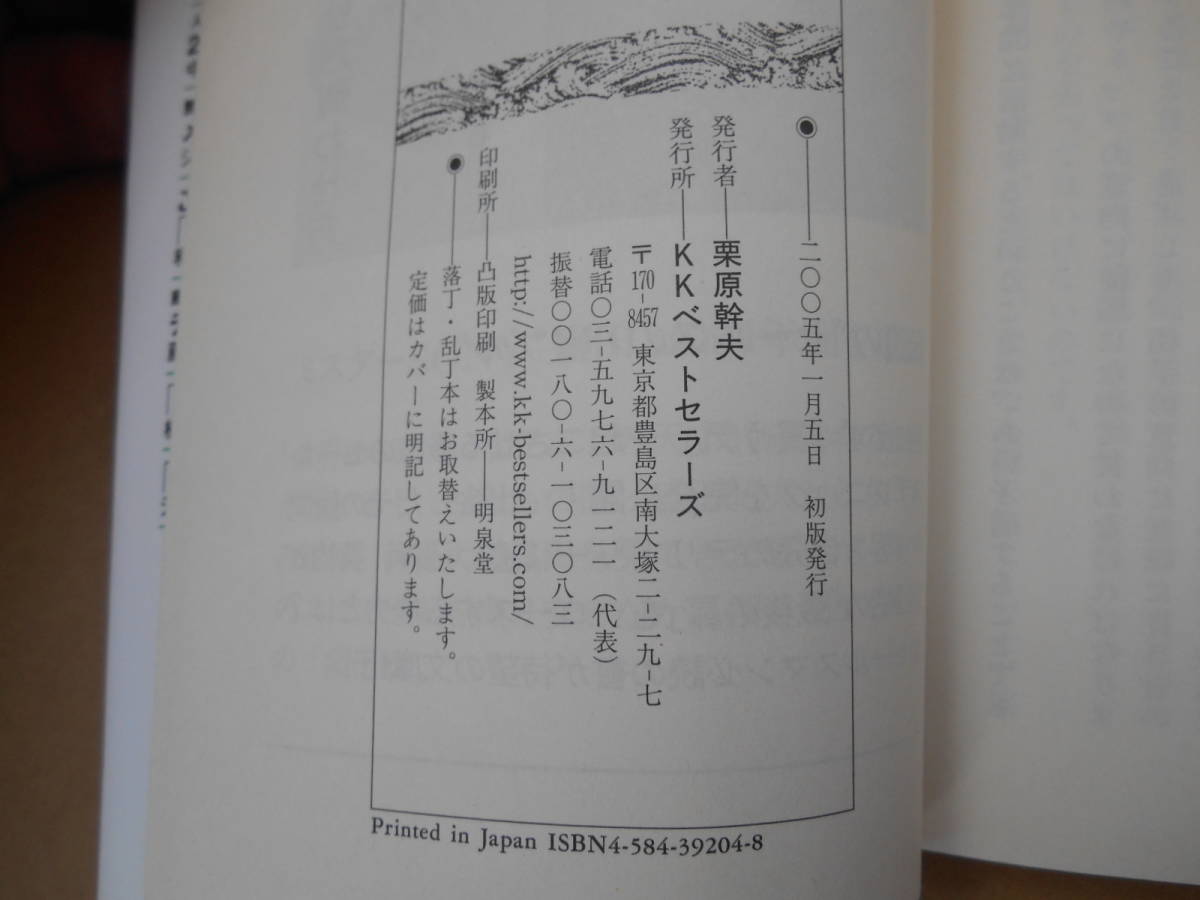 ●――二〇〇五年一月五日 初版発行
発行者――栗原幹夫
発行所――KKベストセラーズ
〒170-8457 東京都豊島区南大塚二-二九-七
電話〇三-五九七六-九一二一(代表)
振替〇〇一八〇-六-一〇三〇八三
http://www.kk-bestsellers.com/
印刷所――凸版印刷 製本所――明泉堂
●――落丁・乱丁本はお取替えいたします。
定価はカバーに明記してあります。
Printed in Japan ISBN4-584-39204-8